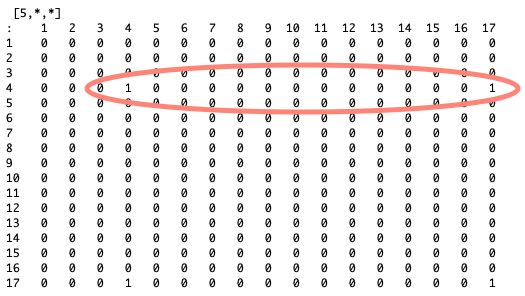 [5,*,*]
: 1 2 3 4 5 6 7 8 9 10 11 12 13 14 15 16 17
1 0 0 0 0 0 0 0 0 0 0 0 0 0 0 0 0 0
2 0 0 0 0 0 0 0 0 0 0 0 0 0 0 0 0 0
3 0 0 0 0 0 0 0 0 0 0 0 0 0 0 0 0 0
4 0 0 0 1 0 0 0 0 0 0 0 0 0 0 0 0 1
5 0 0 0 0 0 0 0 0 0 0 0 0 0 0 0 0 0
6 0 0 0 0 0 0 0 0 0 0 0 0 0 0 0 0 0
7 0 0 0 0 0 0 0 0 0 0 0 0 0 0 0 0 0
8 0 0 0 0 0 0 0 0 0 0 0 0 0 0 0 0 0
9 0 0 0 0 0 0 0 0 0 0 0 0 0 0 0 0 0
10 0 0 0 0 0 0 0 0 0 0 0 0 0 0 0 0 0
11 0 0 0 0 0 0 0 0 0 0 0 0 0 0 0 0 0
12 0 0 0 0 0 0 0 0 0 0 0 0 0 0 0 0 0
13 0 0 0 0 0 0 0 0 0 0 0 0 0 0 0 0 0
14 0 0 0 0 0 0 0 0 0 0 0 0 0 0 0 0 0
15 0 0 0 0 0 0 0 0 0 0 0 0 0 0 0 0 0
16 0 0 0 0 0 0 0 0 0 0 0 0 0 0 0 0 0
17 0 0 0 1 0 0 0 0 0 0 0 0 0 0 0 0 1